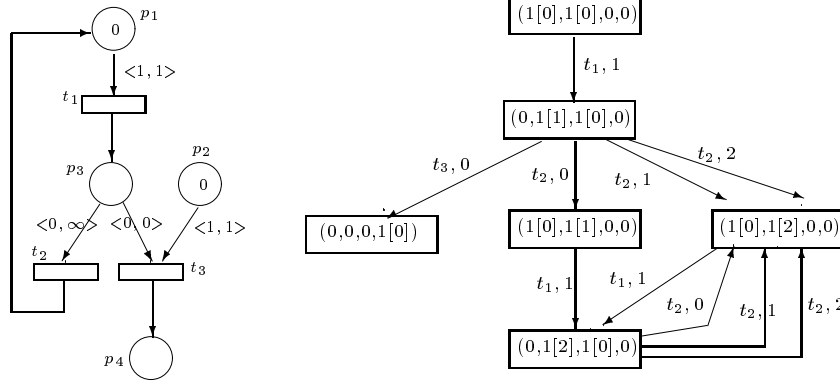 p1
0
<1, 1>
t1
p3
p2
0
<0, ∞>
<0, 0>
<1, 1>
t2
t3
p4
(1[0],1[0],0,0)
t1, 1
(0,1[1],1[0],0)
t3, 0
t2, 0
t2, 1
t2, 2
(0,0,0,1[0])
(1[0],1[1],0,0)
(1[0],1[2],0,0)
t1, 1
t1, 1
t2, 0
t2, 1
t2, 2
(0,1[2],1[0],0)